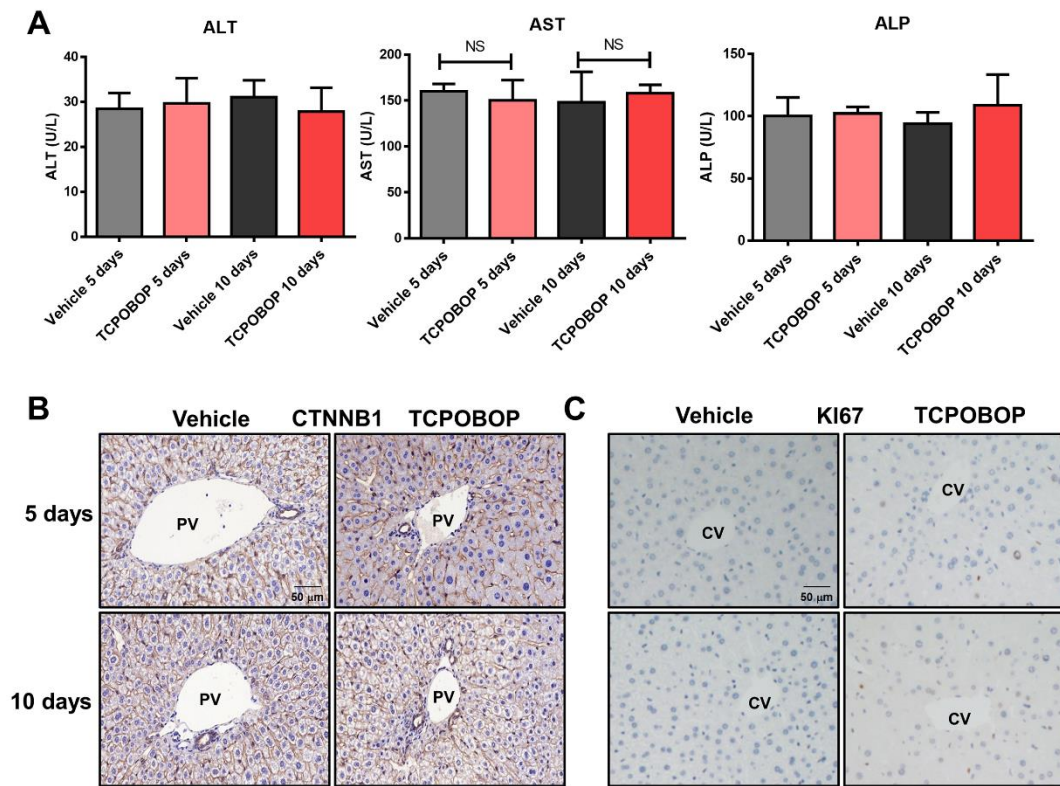 A
ALT
ALT (U/L)
40
30
20
10
0
Vehicle 5 days
TCPOBOP 5 days
Vehicle 10 days
TCPOBOP 10 days
AST
NS
NS
AST (U/L)
200
150
100
50
0
Vehicle 5 days
TCPOBOP 5 days
Vehicle 10 days
TCPOBOP 10 days
ALP
ALP (U/L)
150
100
50
0
Vehicle 5 days
TCPOBOP 5 days
Vehicle 10 days
TCPOBOP 10 days
B
Vehicle CTNNB1 TCPOBOP
5 days
PV
50 μm
PV
10 days
PV
PV
C
Vehicle KI67 TCPOBOP
CV
50 μm
CV
CV
CV